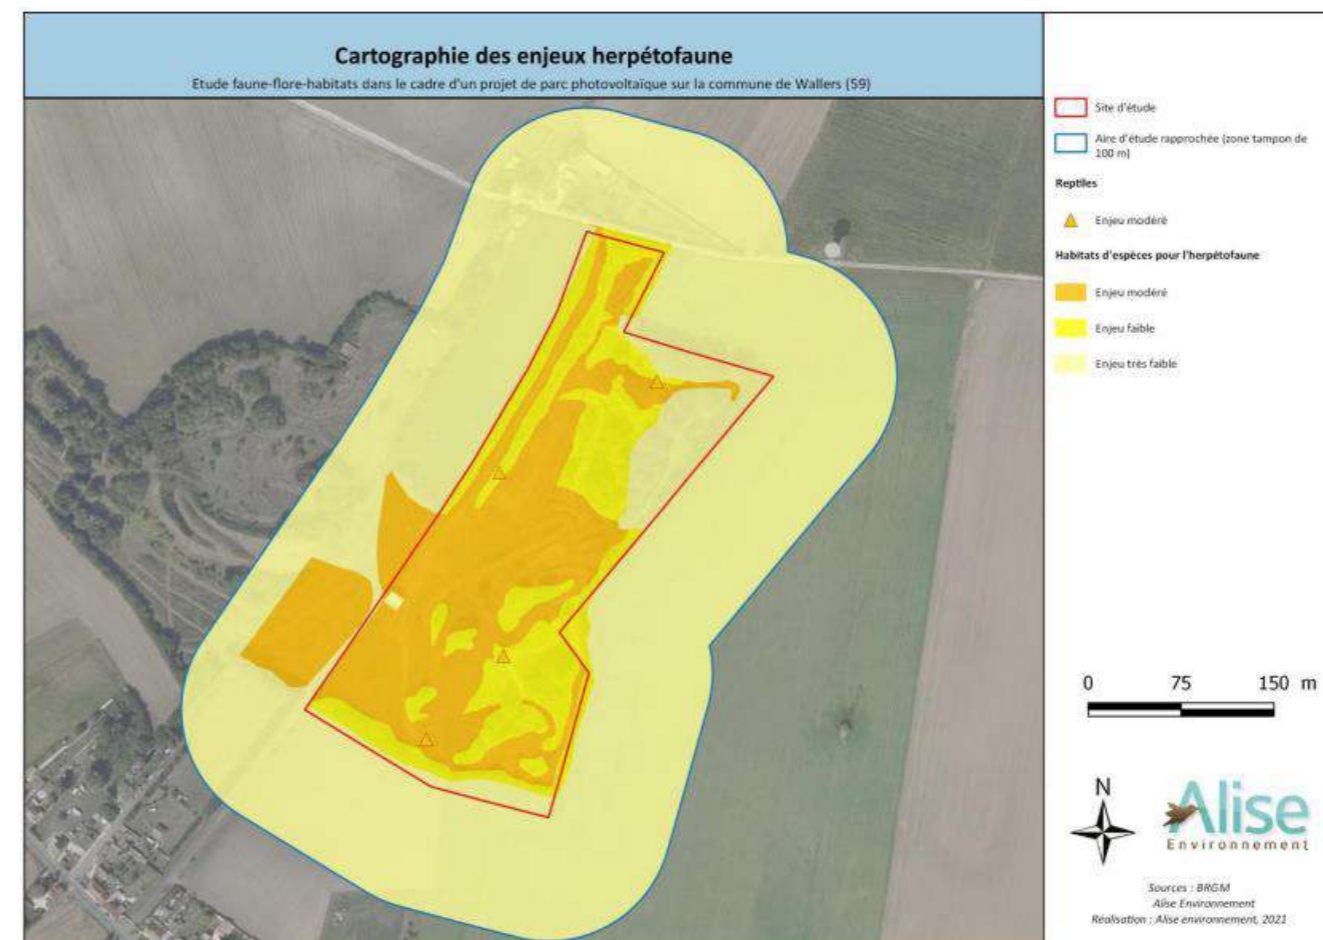 Cartographie des enjeux herpétofaune
Etude faune-flore-habitats dans le cadre d'un projet de parc photovoltaïque sur la commune de Wallers (59)
Site d'étude
Aire d'étude rapprochée (zone tampon de
100 m)
Reptiles
Enjeu modéré
Habitats d'espèces pour l'herpétofaune
Enjeu modéré
Enjeu faible
Enjeu très faible
0 75 150 m
N
Alise
Environnement
Sources : BRGM
Alise Environnement
Réalisation : Alise environnement, 2021